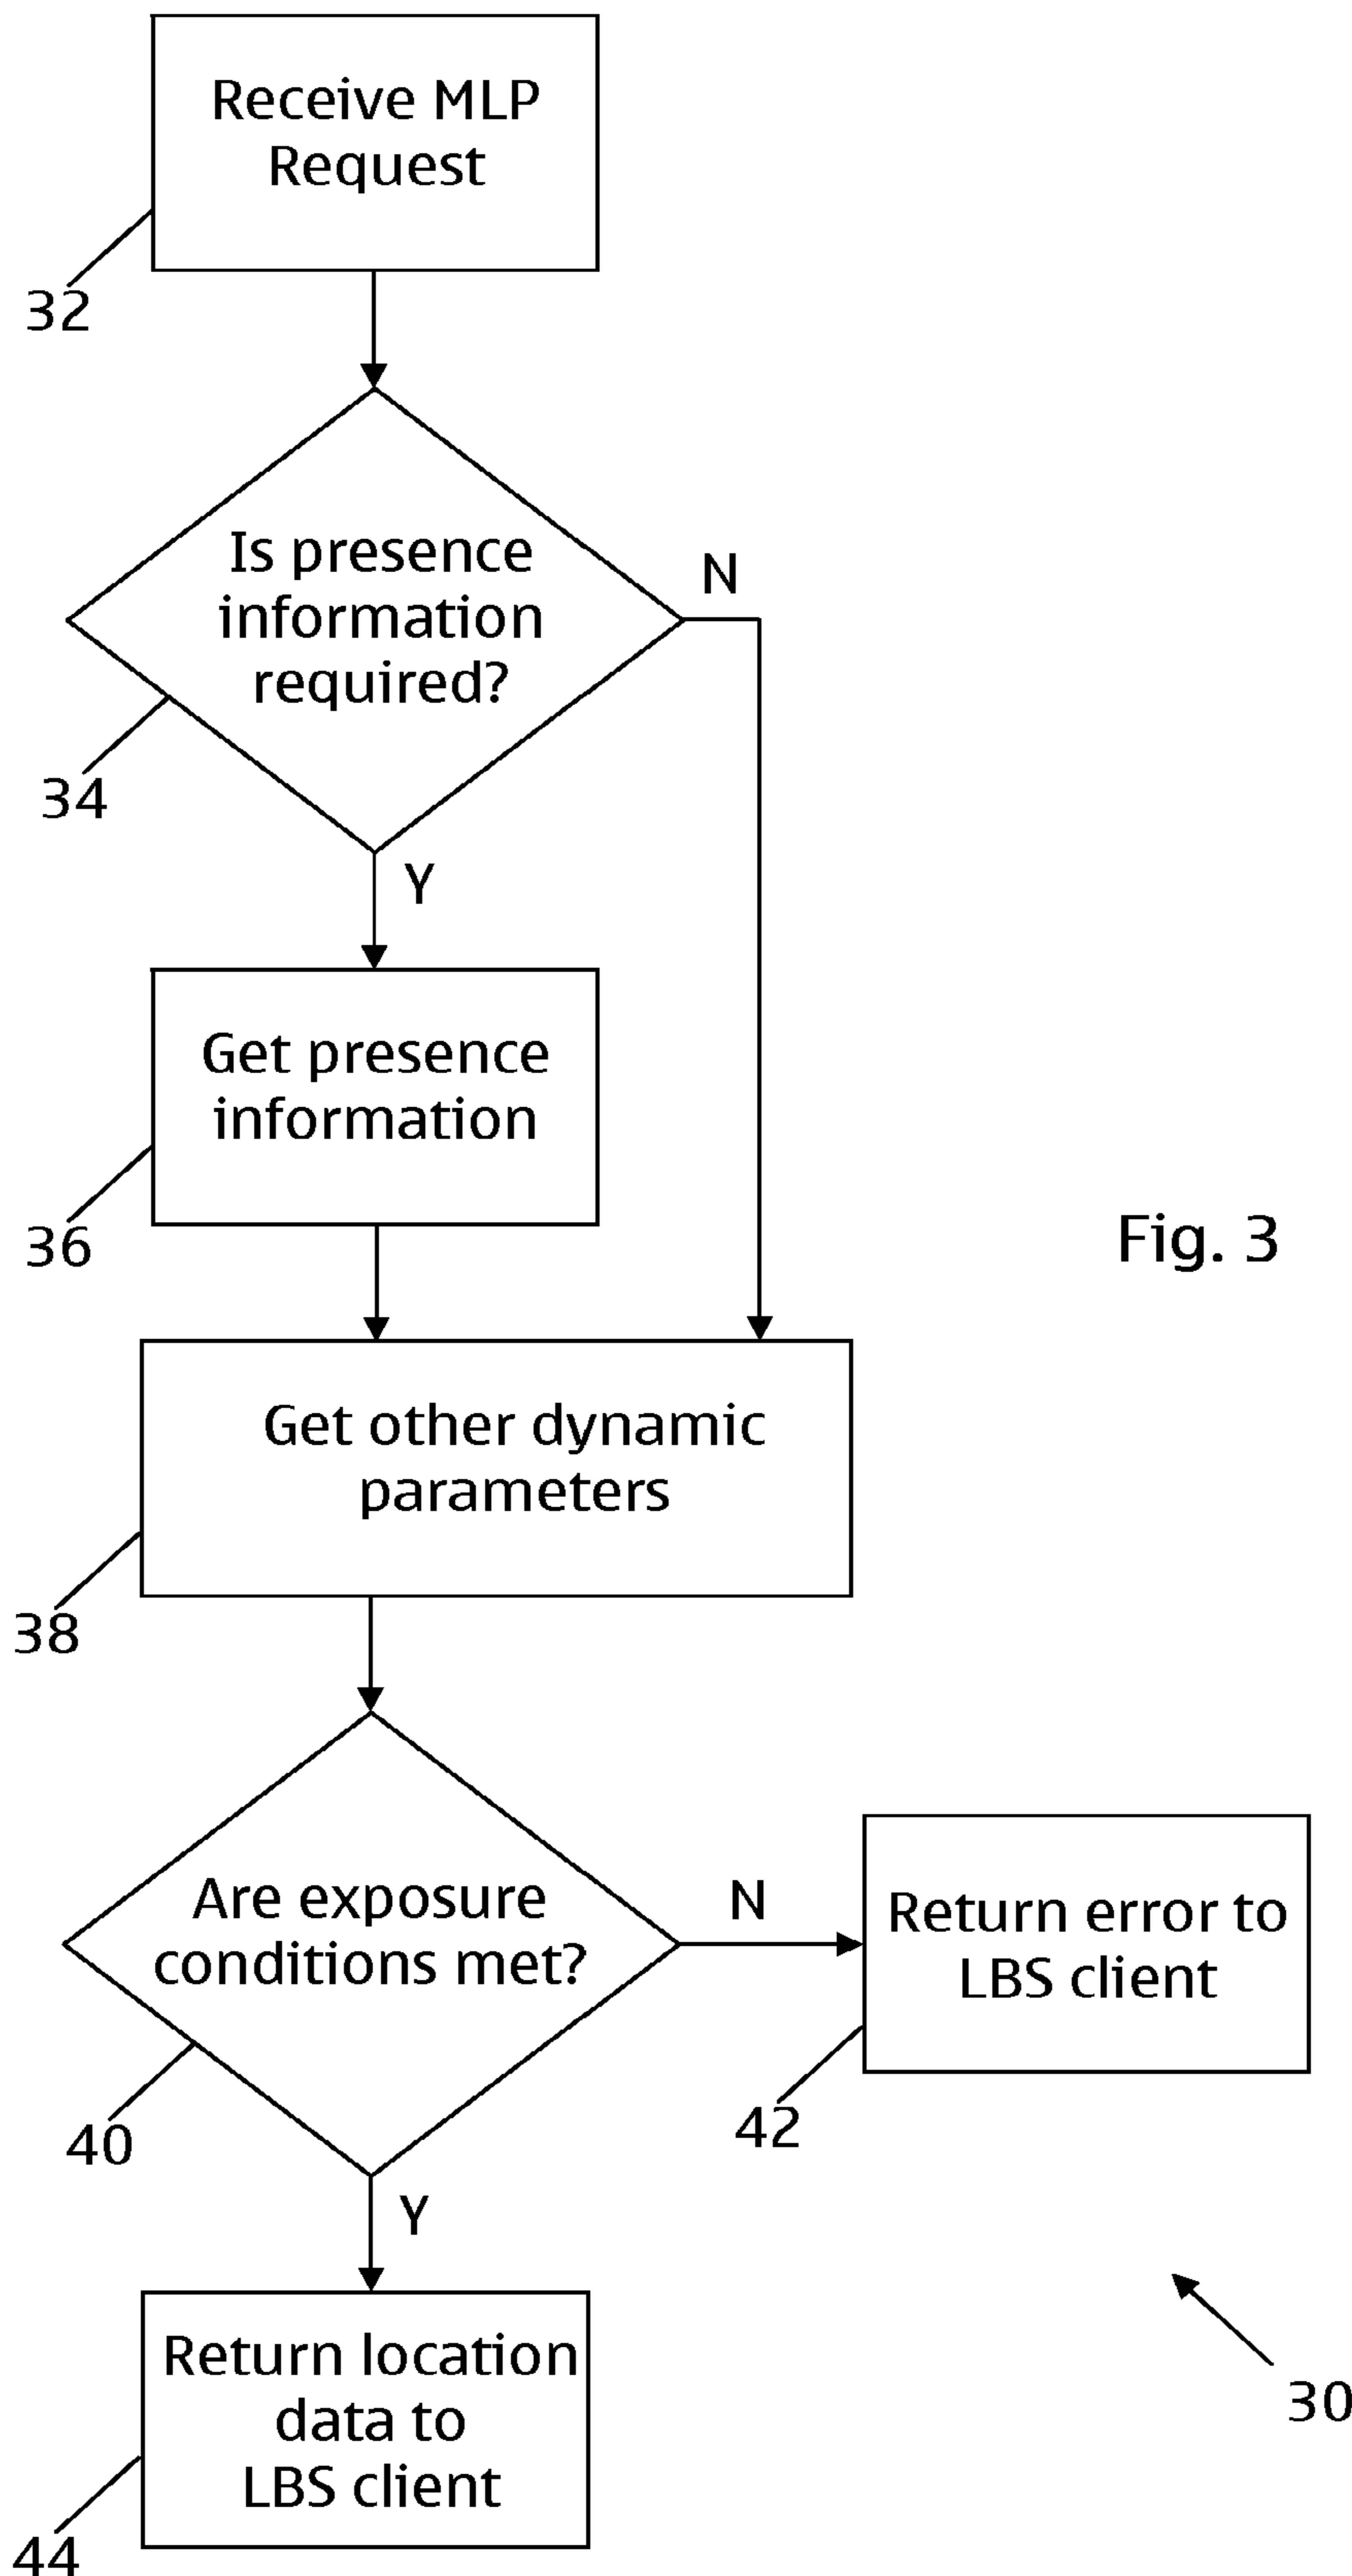 Receive MLP
Request
32
Is presence
information
required?
N
34
Y
Get presence
information
36
Fig. 3
Get other dynamic
parameters
38
Are exposure
conditions met?
N
Return error to
LBS client
40
42
Y
Return location
data to
LBS client
30
44